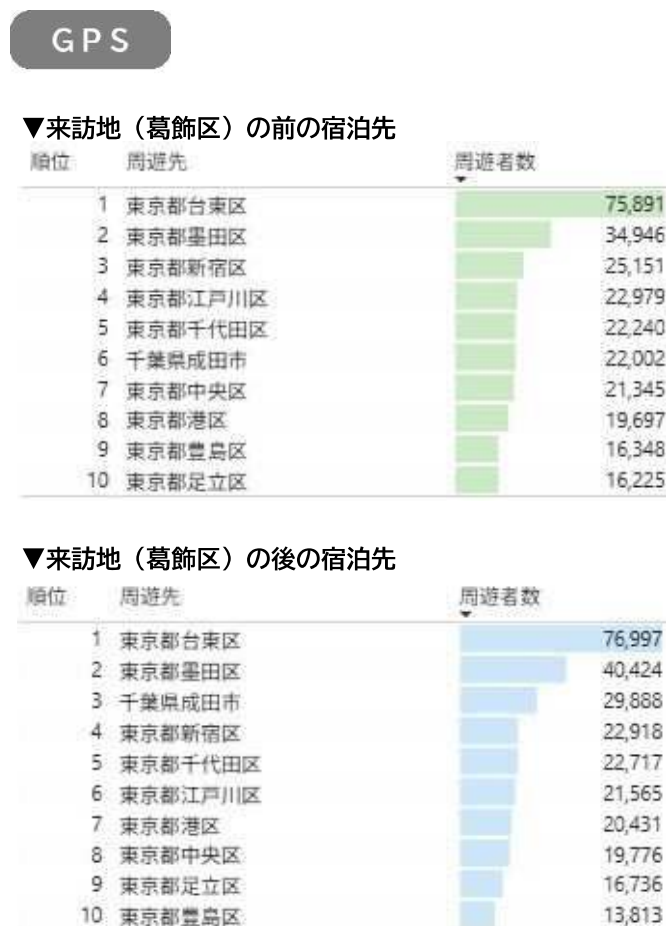 GPS
▼来訪地（葛飾区）の前の宿泊先
順位 周遊先 周遊者数
1 東京都台東区 75,891
2 東京都墨田区 34,946
3 東京都新宿区 25,151
4 東京都江戸川区 22,979
5 東京都千代田区 22,240
6 千葉県成田市 22,002
7 東京都中央区 21,345
8 東京都港区 19,697
9 東京都豊島区 16,348
10 東京都足立区 16,225
▼来訪地（葛飾区）の後の宿泊先
順位 周遊先 周遊者数
1 東京都台東区 76,997
2 東京都墨田区 40,424
3 千葉県成田市 29,888
4 東京都新宿区 22,918
5 東京都千代田区 22,717
6 東京都江戸川区 21,565
7 東京都港区 20,431
8 東京都中央区 19,776
9 東京都足立区 16,736
10 東京都豊島区 13,813